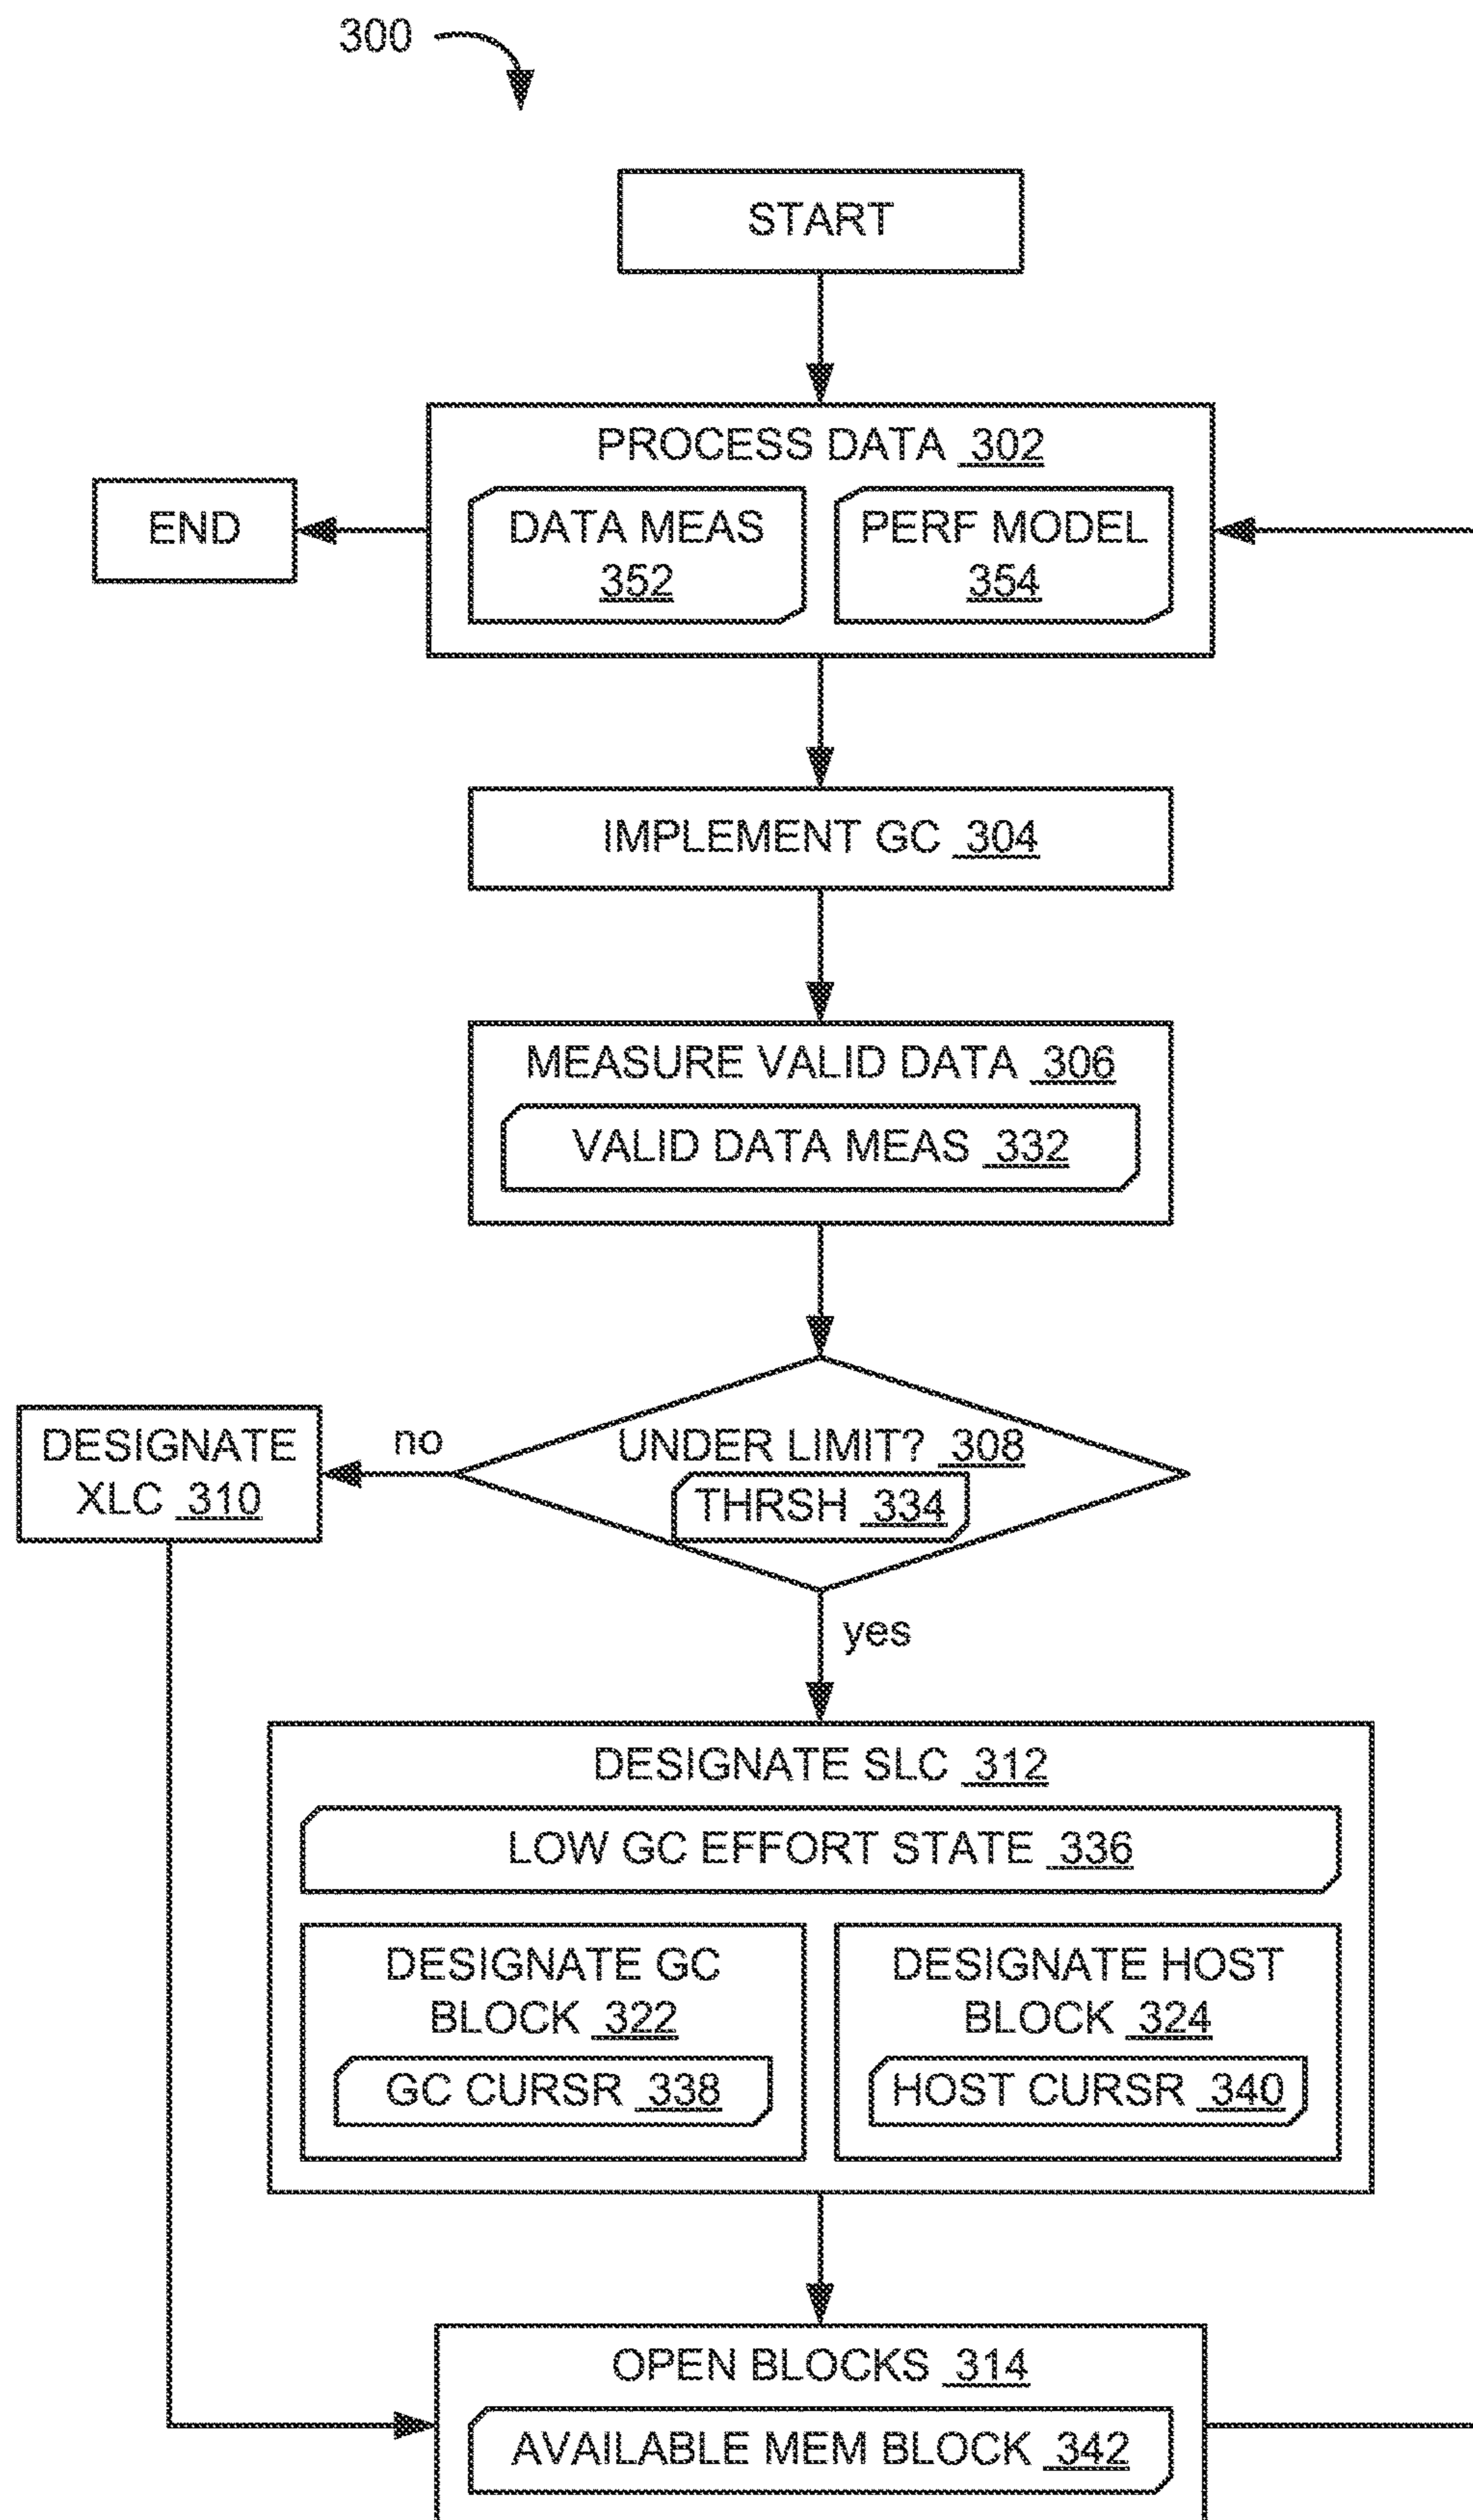 300
START
PROCESS DATA 302
DATA MEAS
352
PERF MODEL
354
END
IMPLEMENT GC 304
MEASURE VALID DATA 306
VALID DATA MEAS 332
UNDER LIMIT? 308
THRSH 334
no
DESIGNATE
XLC 310
yes
DESIGNATE SLC 312
LOW GC EFFORT STATE 336
DESIGNATE GC
BLOCK 322
GC CURSR 338
DESIGNATE HOST
BLOCK 324
HOST CURSR 340
OPEN BLOCKS 314
AVAILABLE MEM BLOCK 342